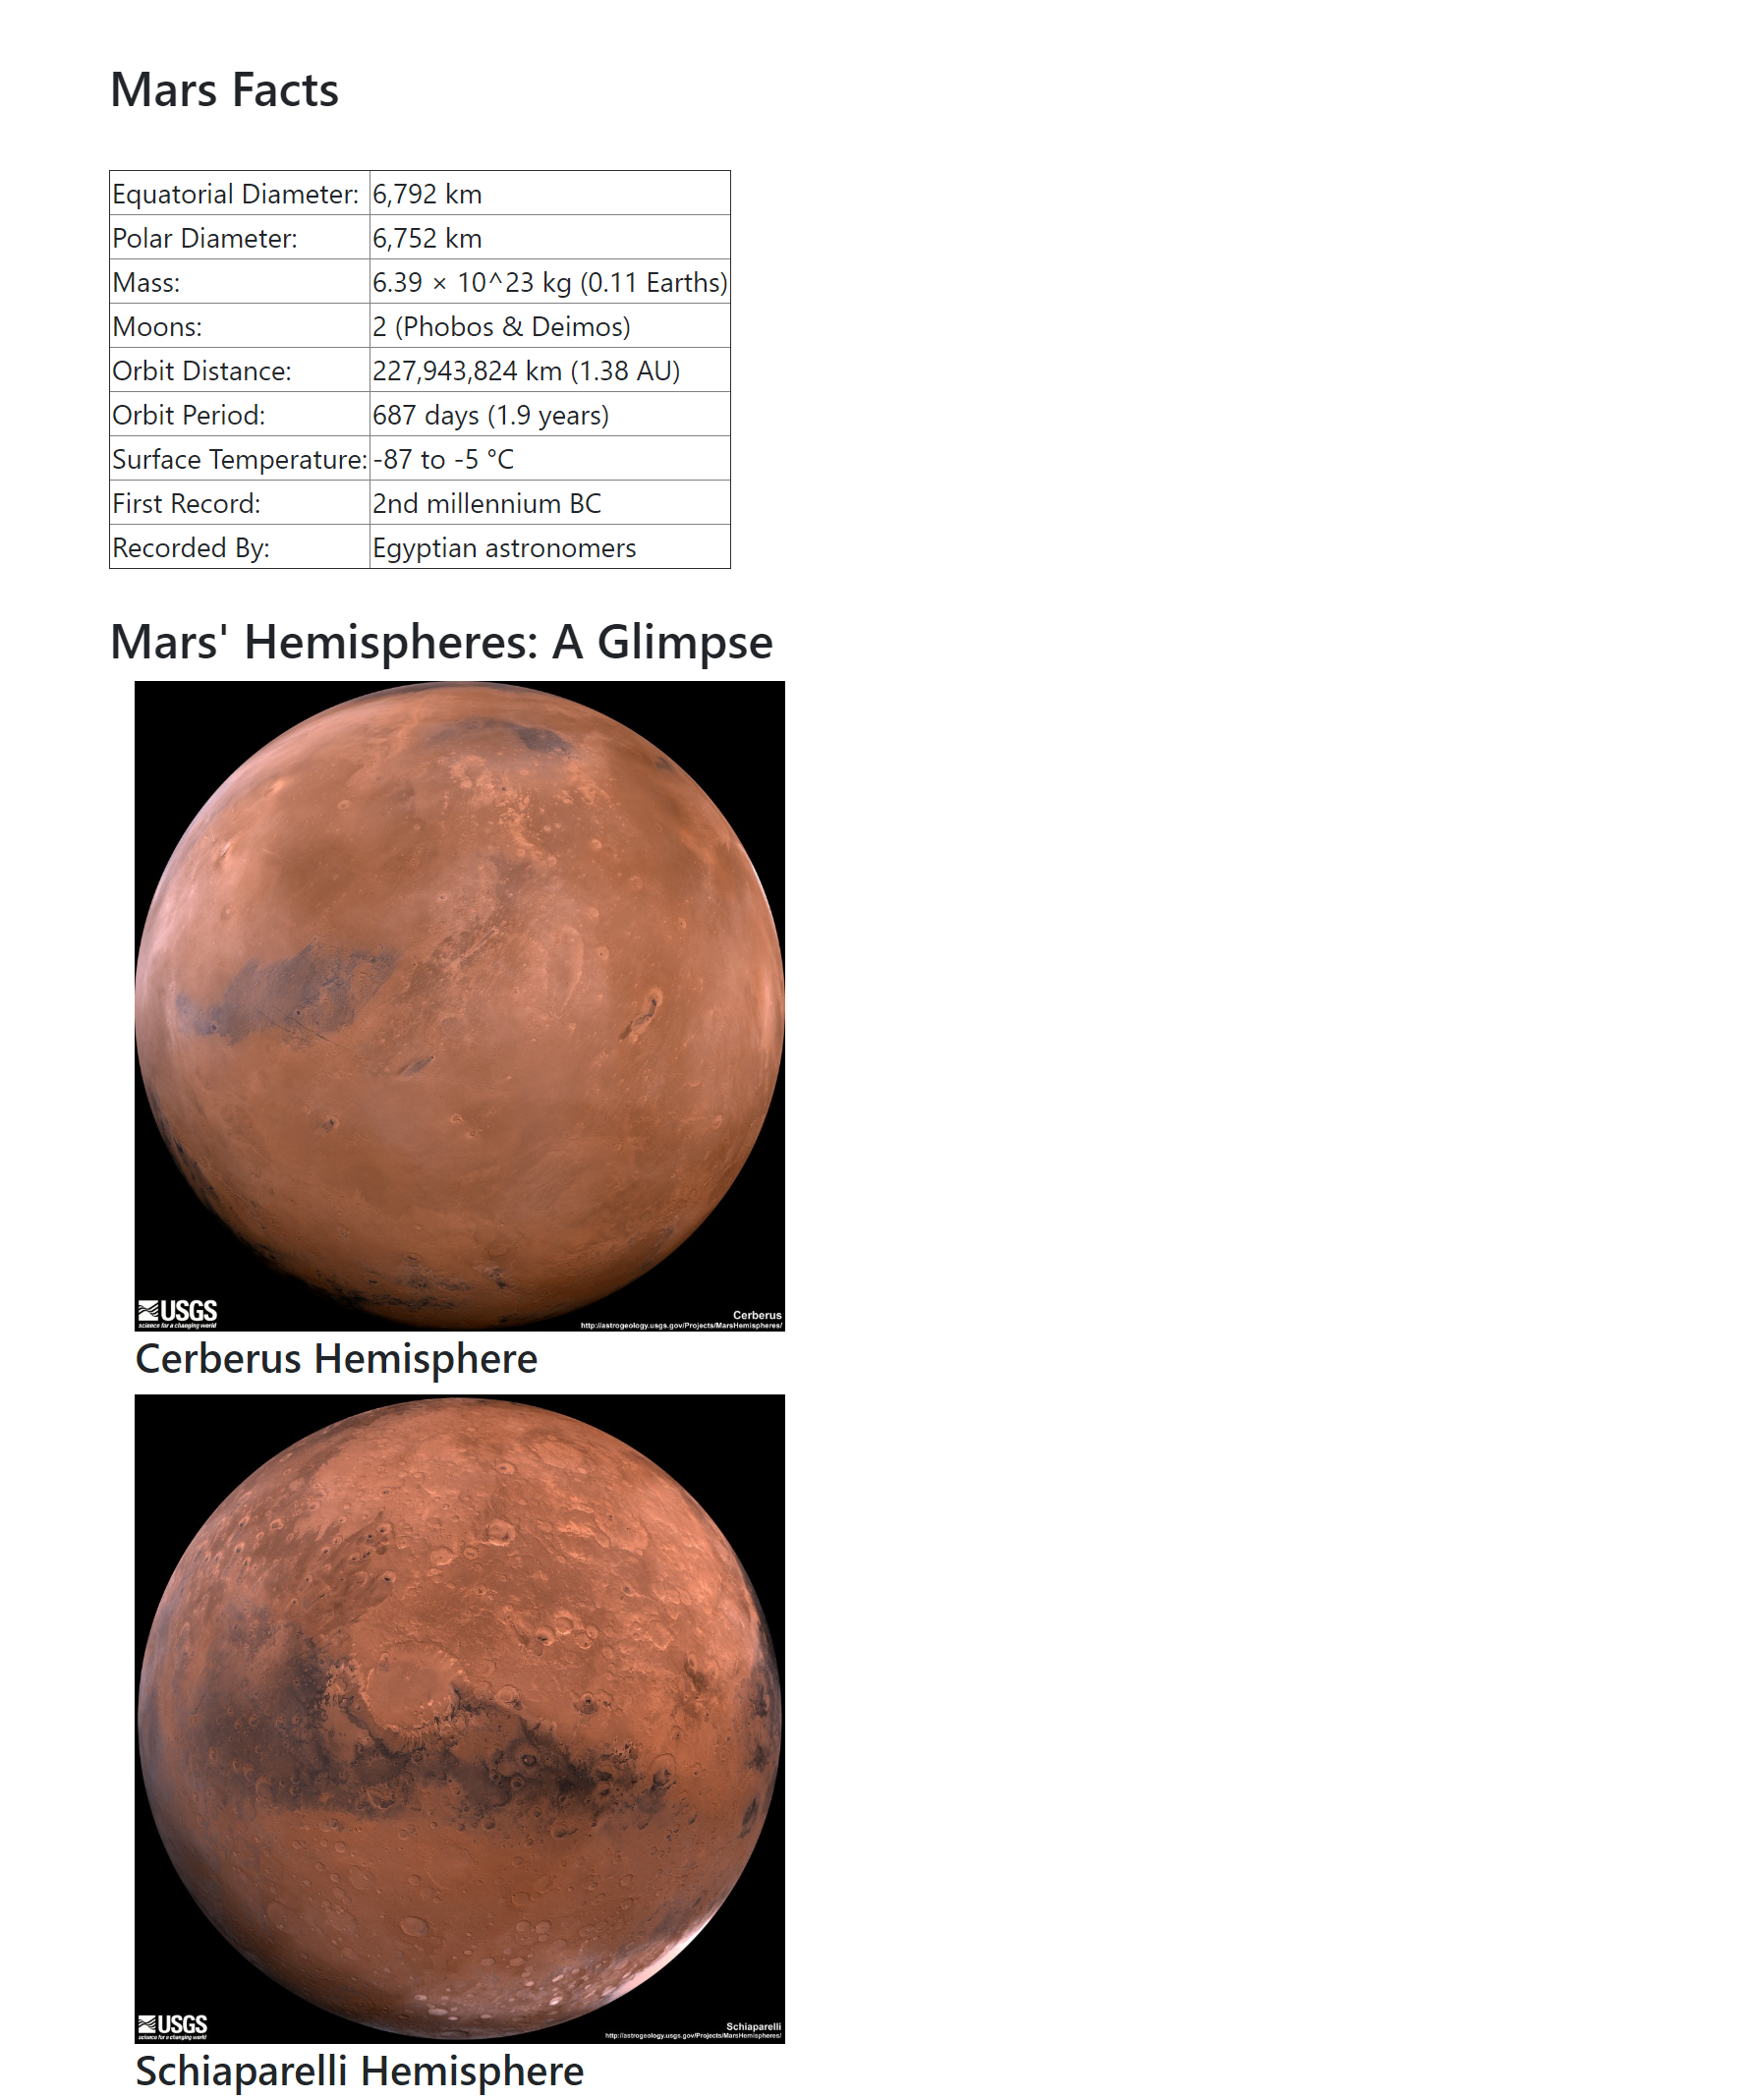 Mars Facts
Equatorial Diameter: 6,792 km
Polar Diameter: 6,752 km
Mass: 6.39 × 10^23 kg (0.11 Earths)
Moons: 2 (Phobos & Deimos)
Orbit Distance: 227,943,824 km (1.38 AU)
Orbit Period: 687 days (1.9 years)
Surface Temperature: -87 to -5 °C
First Record: 2nd millennium BC
Recorded By: Egyptian astronomers
Mars' Hemispheres: A Glimpse
USGS
science for a changing world
Cerberus
http://astrogeology.usgs.gov/Projects/MarsHemispheres/
Cerberus Hemisphere
USGS
science for a changing world
Schiaparelli
http://astrogeology.usgs.gov/Projects/MarsHemispheres/
Schiaparelli Hemisphere